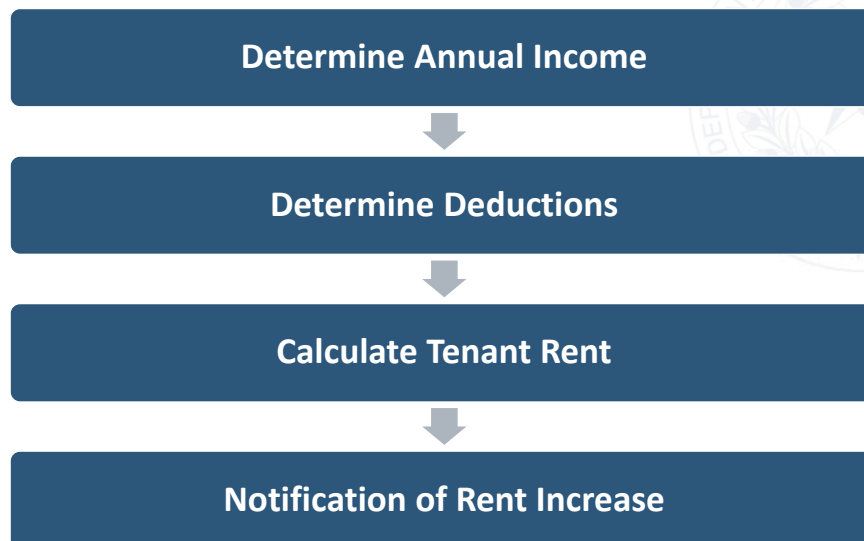 Determine Annual Income
Determine Deductions
Calculate Tenant Rent
Notification of Rent Increase